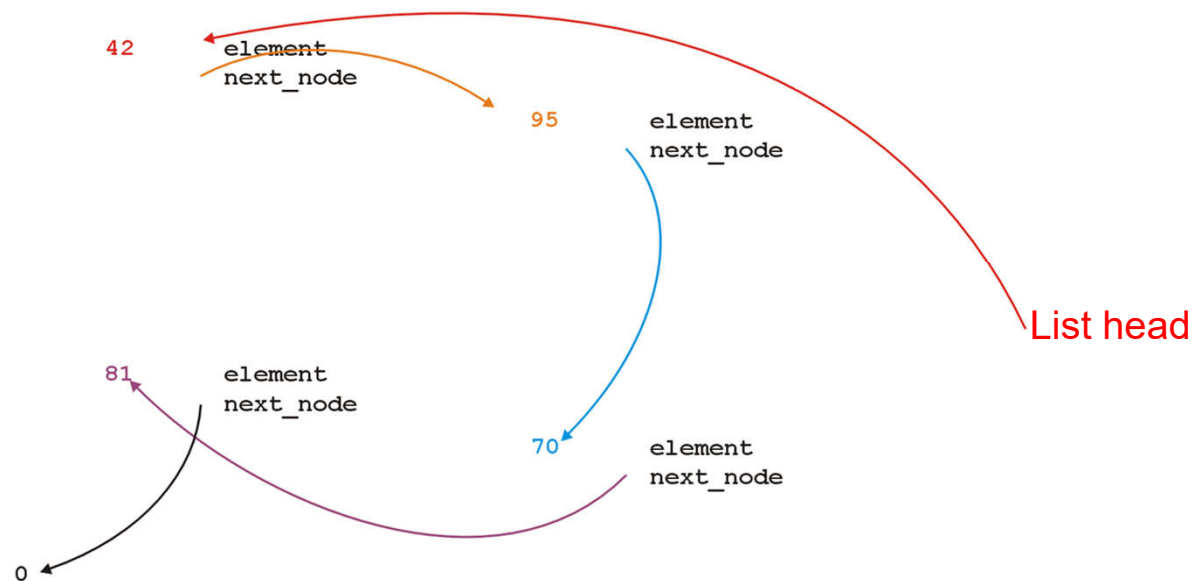 42 element
next_node
95 element
next_node
List head
81 element
next_node
70 element
next_node
0